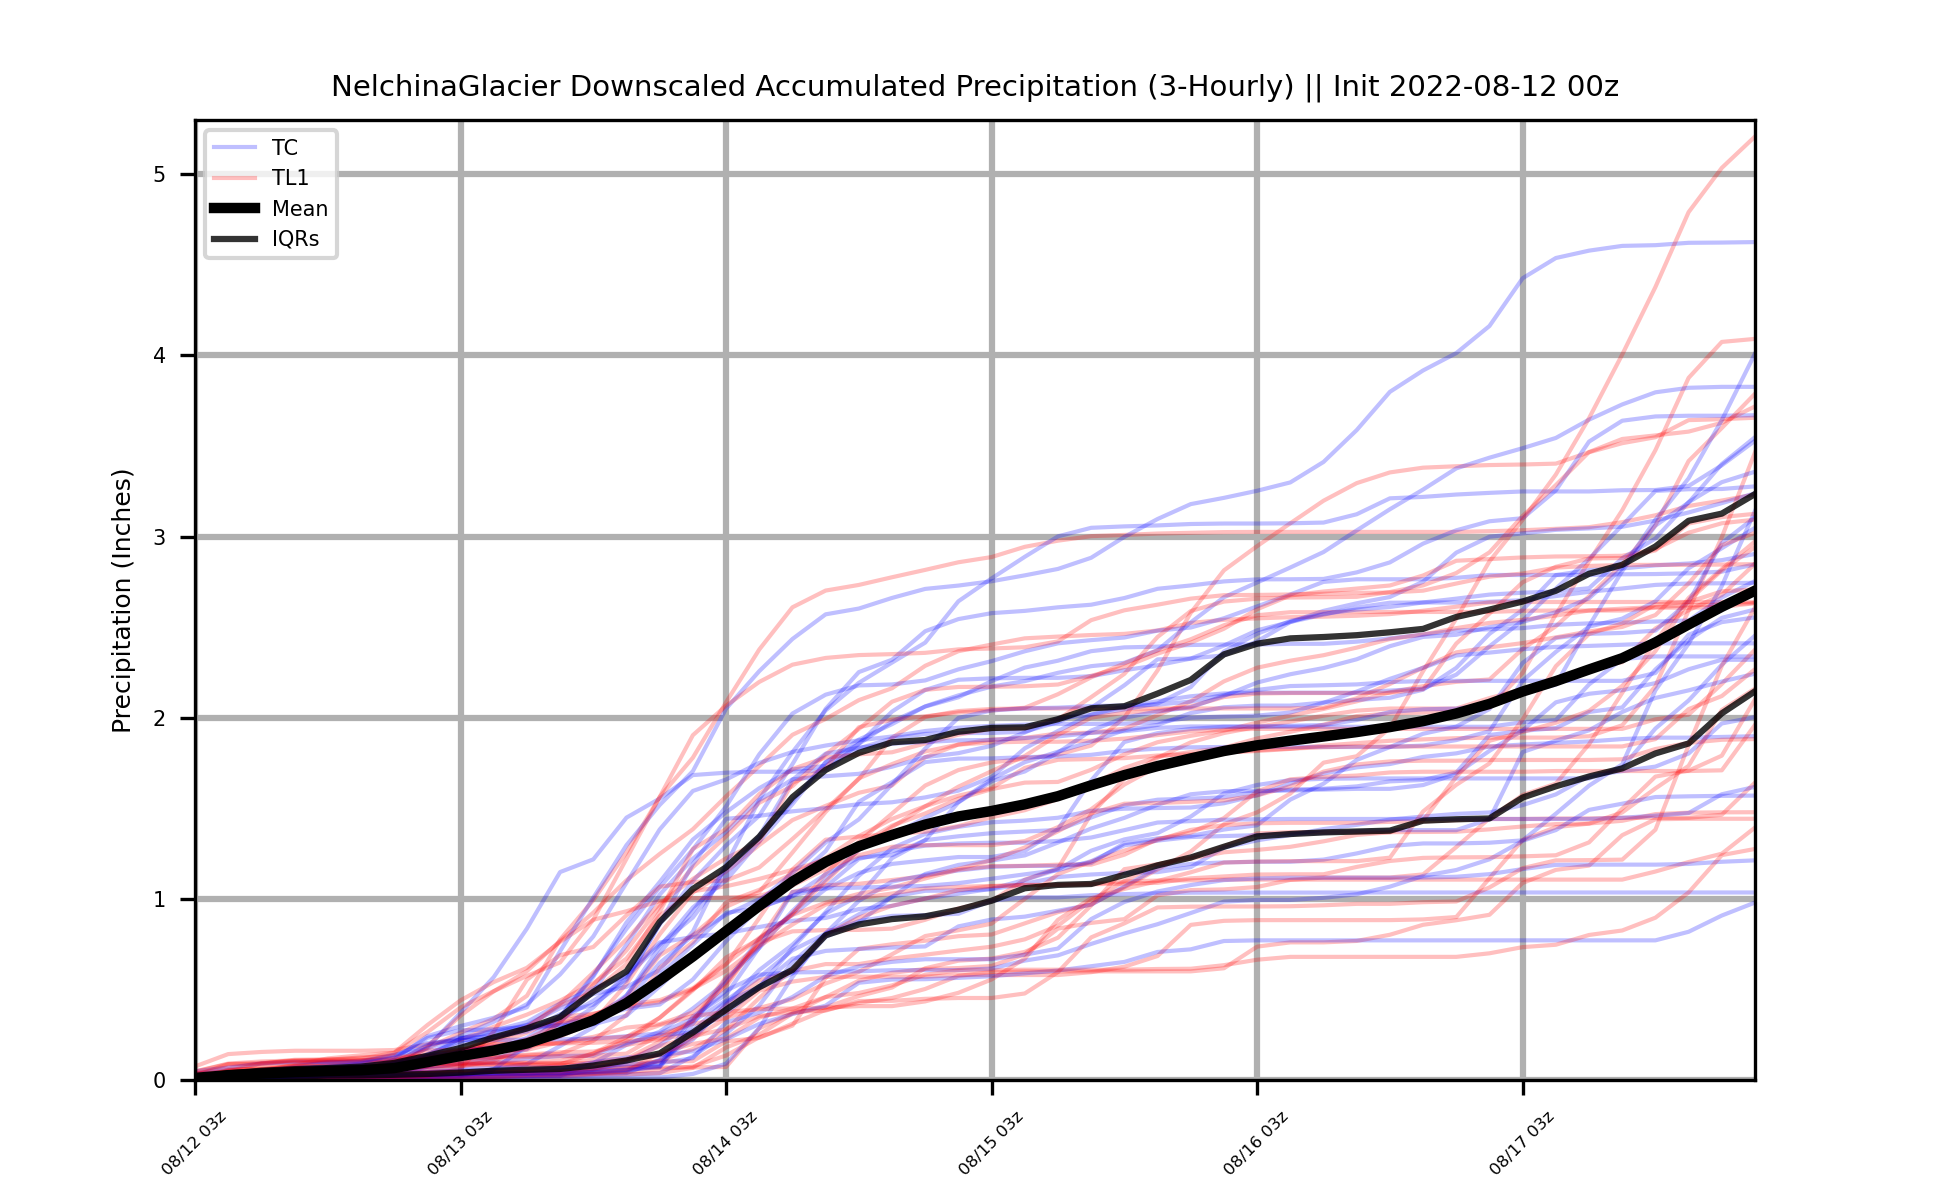 NelchinaGlacier Downscaled Accumulated Precipitation (3-Hourly) || Init 2022-08-12 00z
TC
TL1
Mean
IQRs
Precipitation (Inches)
5
4
3
2
1
0
08/12 03z
08/13 03z
08/14 03z
08/15 03z
08/16 03z
08/17 03z